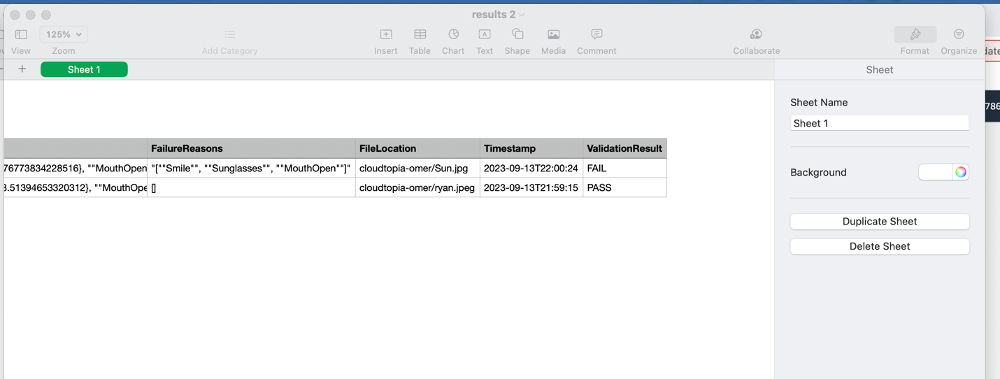 results 2
125%
View
Zoom
Add Category
Insert
Table
Chart
Text
Shape
Media
Comment
Collaborate
Format
Organize
Sheet 1
Sheet
Sheet Name
Sheet 1
Background
Duplicate Sheet
Delete Sheet
FailureReasons FileLocation Timestamp ValidationResult
76773834228516}, ""MouthOpen "[""Smile"", ""Sunglasses"", ""MouthOpen""]" cloudtopia-omer/Sun.jpg 2023-09-13T22:00:24 FAIL
3.51394653320312}, ""MouthOpe [] cloudtopia-omer/ryan.jpeg 2023-09-13T21:59:15 PASS
date
786